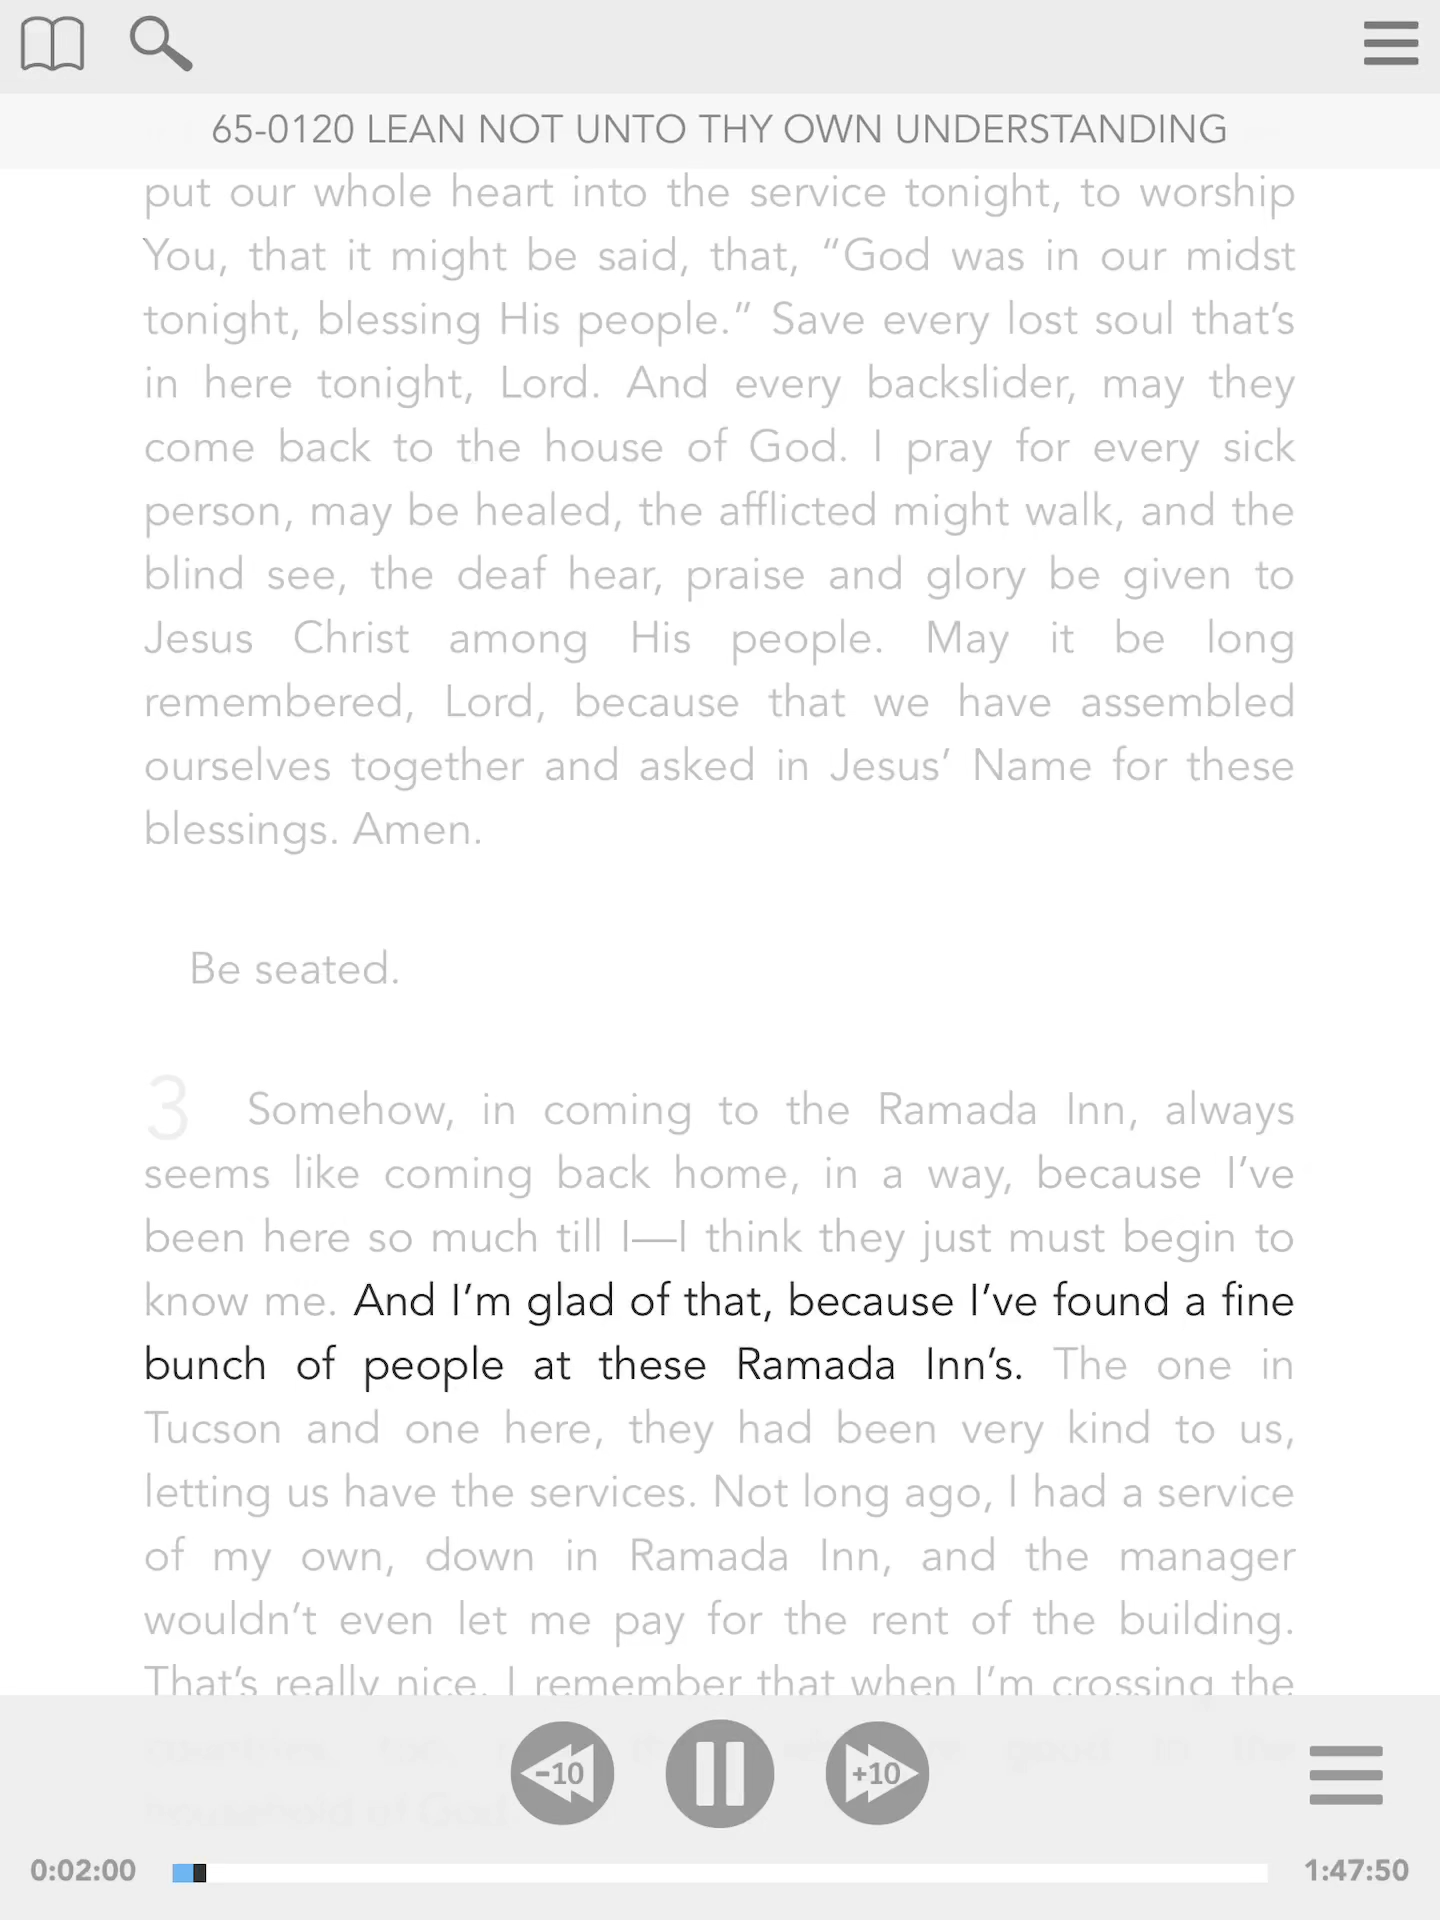 65-0120 LEAN NOT UNTO THY OWN UNDERSTANDING
put our whole heart into the service tonight, to worship
You, that it might be said, that, “God was in our midst
tonight, blessing His people.” Save every lost soul that’s
in here tonight, Lord. And every backslider, may they
come back to the house of God. I pray for every sick
person, may be healed, the afflicted might walk, and the
blind see, the deaf hear, praise and glory be given to
Jesus Christ among His people. May it be long
remembered, Lord, because that we have assembled
ourselves together and asked in Jesus’ Name for these
blessings. Amen.
Be seated.
3 Somehow, in coming to the Ramada Inn, always
seems like coming back home, in a way, because I’ve
been here so much till I—I think they just must begin to
know me. And I’m glad of that, because I’ve found a fine
bunch of people at these Ramada Inn’s. The one in
Tucson and one here, they had been very kind to us,
letting us have the services. Not long ago, I had a service
of my own, down in Ramada Inn, and the manager
wouldn’t even let me pay for the rent of the building.
That’s really nice. I remember that when I’m crossing the
good to the
household of God
-10 +10
0:02:00 1:47:50